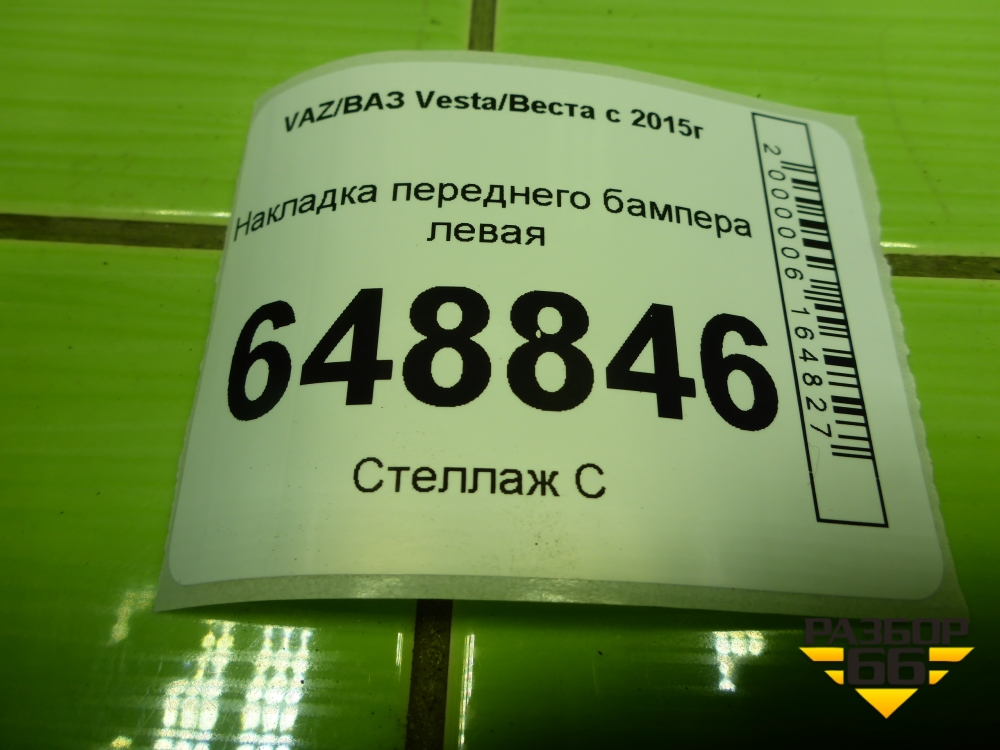 VAZ/ВАЗ Vesta/Веста с 2015г
Накладка переднего бампера
левая
648846
Стеллаж С
2000006164827
РАЗБОР
66